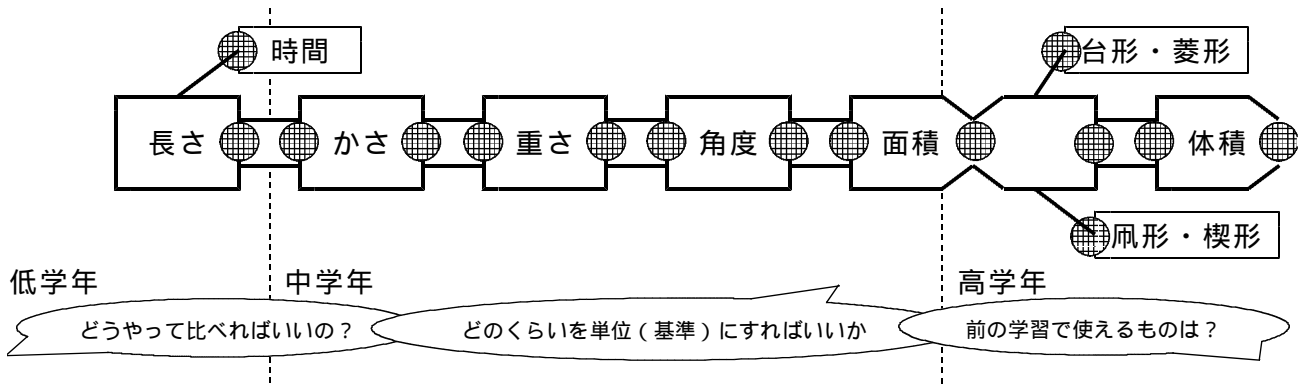 時間
台形・菱形
長さ
かさ
重さ
角度
面積
体積
凧形・楔形
低学年
中学年
高学年
どうやって比べればいいの？
どのくらいを単位（基準）にすればいいか
前の学習で使えるものは？